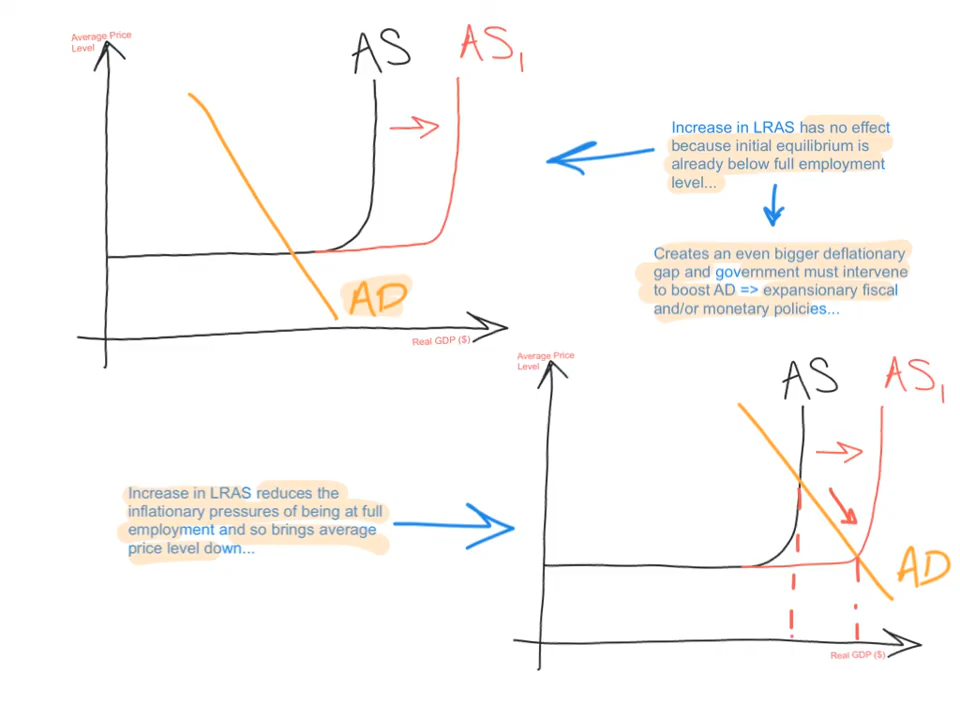 Average Price
Level
AS
AS₁
Increase in LRAS has no effect
because initial equilibrium is
already below full employment
level...
Creates an even bigger deflationary
gap and government must intervene
to boost AD => expansionary fiscal
and/or monetary policies...
AD
Real GDP ($)
Average Price
Level
AS
AS₁
Increase in LRAS reduces the
inflationary pressures of being at full
employment and so brings average
price level down...
AD
Real GDP ($)